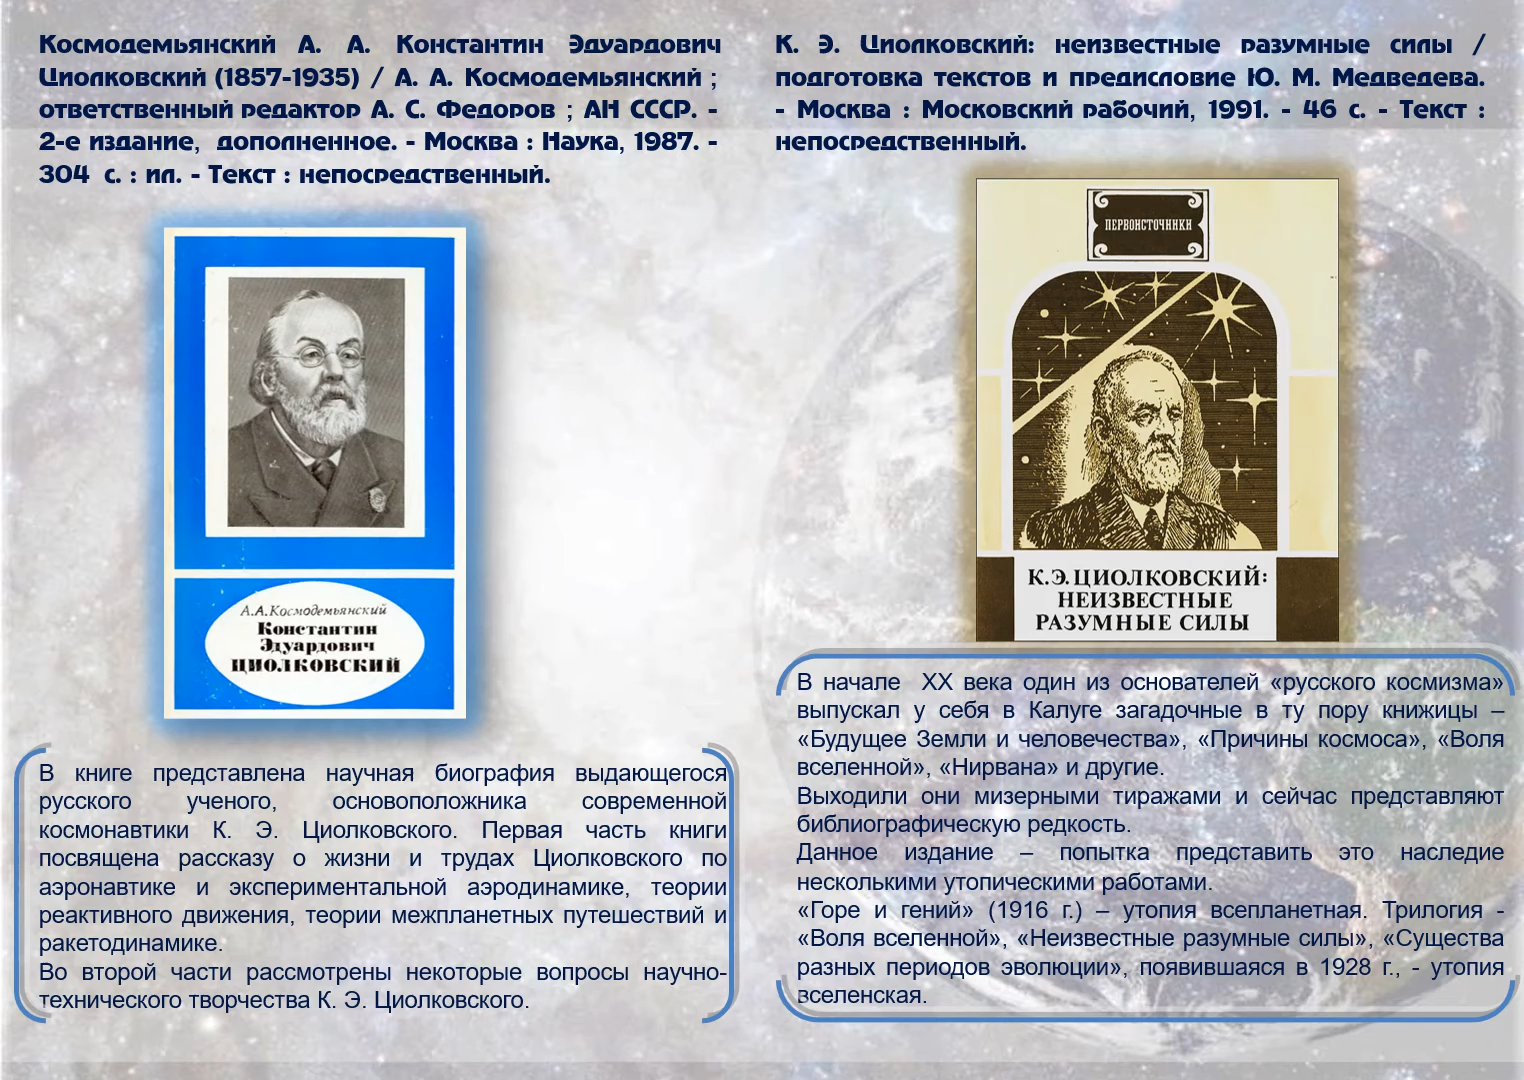 Космодемьянский А. А. Константин Эдуардович
Циолковский (1857-1935) / А. А. Космодемьянский ;
ответственный редактор А. С. Федоров ; АН СССР. -
2-е издание, дополненное. - Москва : Наука, 1987. -
304 с. : ил. - Текст : непосредственный.
А.А.Космодемьянский
Константин
Эдуардович
ЦИОЛКОВСКИЙ
В книге представлена научная биография выдающегося
русского ученого, основоположника современной
космонавтики К. Э. Циолковского. Первая часть книги
посвящена рассказу о жизни и трудах Циолковского по
аэронавтике и экспериментальной аэродинамике, теории
реактивного движения, теории межпланетных путешествий и
ракетодинамике.
Во второй части рассмотрены некоторые вопросы научно-
технического творчества К. Э. Циолковского.
К. Э. Циолковский: неизвестные разумные силы /
подготовка текстов и предисловие Ю. М. Медведева.
- Москва : Московский рабочий, 1991. - 46 с. - Текст :
непосредственный.
ПЕРВОИСТОЧНИКИ
К.Э.ЦИОЛКОВСКИЙ:
НЕИЗВЕСТНЫЕ
РАЗУМНЫЕ СИЛЫ
В начале XX века один из основателей «русского космизма»
выпускал у себя в Калуге загадочные в ту пору книжицы –
«Будущее Земли и человечества», «Причины космоса», «Воля
вселенной», «Нирвана» и другие.
Выходили они мизерными тиражами и сейчас представляют
библиографическую редкость.
Данное издание – попытка представить это наследие
несколькими утопическими работами.
«Горе и гений» (1916 г.) – утопия всепланетная. Трилогия -
«Воля вселенной», «Неизвестные разумные силы», «Существа
разных периодов эволюции», появившаяся в 1928 г., - утопия
вселенская.